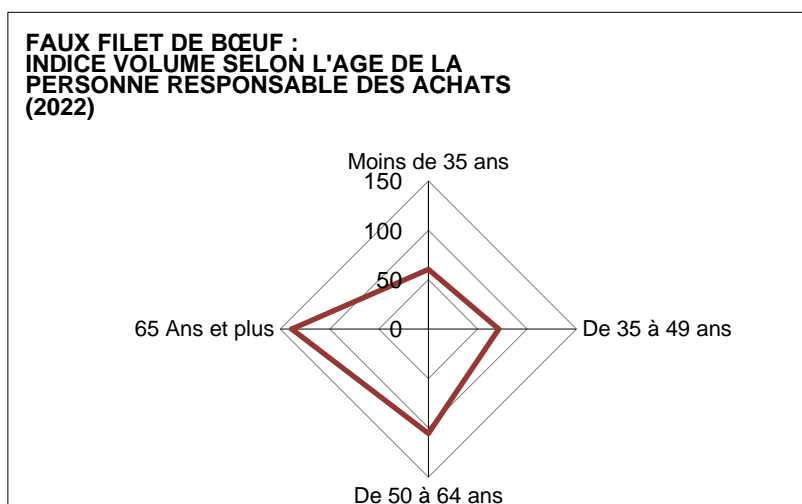 FAUX FILET DE BŒUF :
INDICE VOLUME SELON L'AGE DE LA
PERSONNE RESPONSABLE DES ACHATS
(2022)
Moins de 35 ans
150
100
50
65 Ans et plus
0
De 35 à 49 ans
De 50 à 64 ans